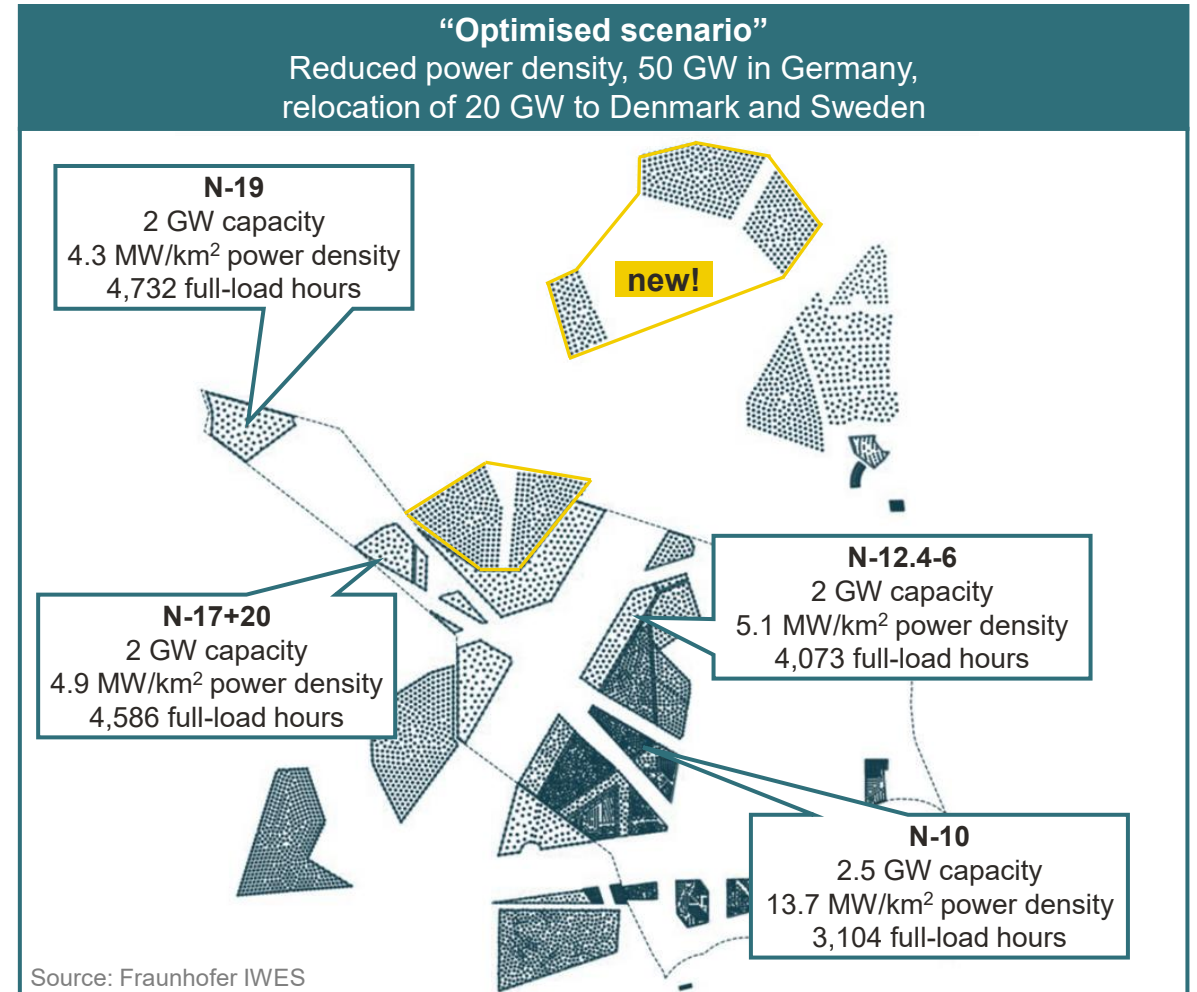 “Optimised scenario”
Reduced power density, 50 GW in Germany,
relocation of 20 GW to Denmark and Sweden
N-19
2 GW capacity
4.3 MW/km² power density
4,732 full-load hours
new!
N-17+20
2 GW capacity
4.9 MW/km² power density
4,586 full-load hours
N-12.4-6
2 GW capacity
5.1 MW/km² power density
4,073 full-load hours
N-10
2.5 GW capacity
13.7 MW/km² power density
3,104 full-load hours
Source: Fraunhofer IWES